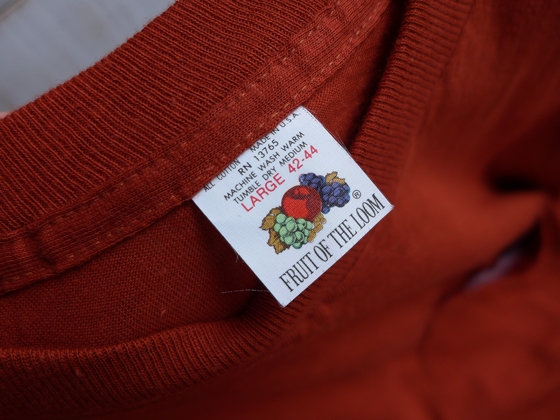 ALL COTTON MADE IN U.S.A.
RN 13765
MACHINE WASH WARM
TUMBLE DRY MEDIUM
LARGE 42-44
®
FRUIT OF THE LOOM